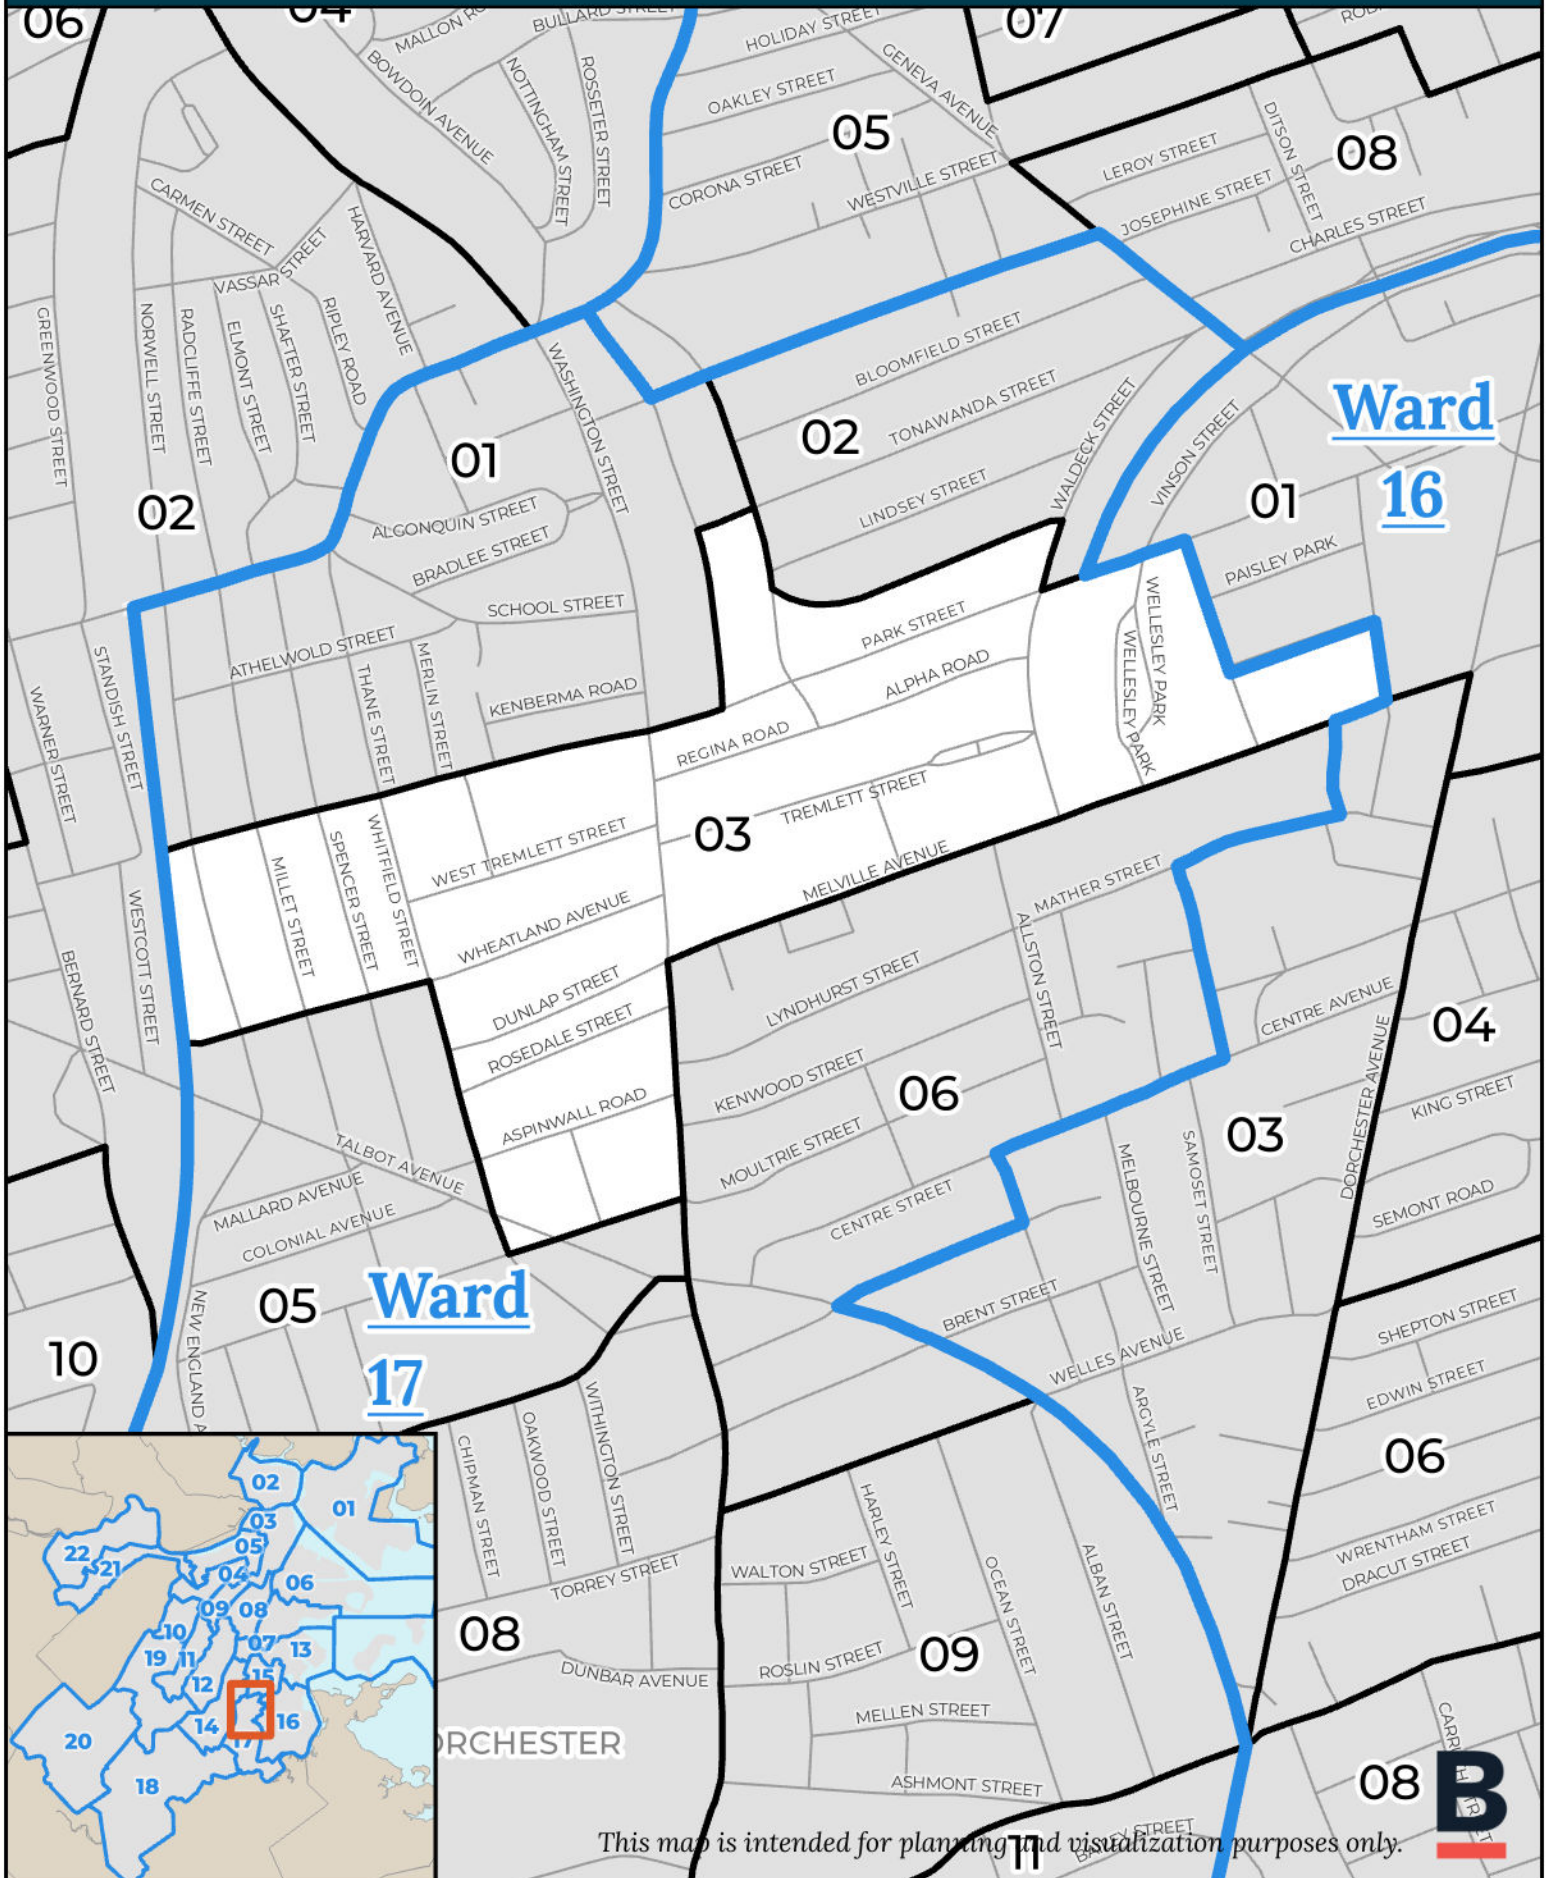 06
04
07
MALLON
BULLARD STREET
HOLIDAY STREET
BOWDOIN AVENUE
NOTTINGHAM STREET
ROSSETER STREET
OAKLEY STREET
GENEVA AVENUE
05
CORONA STREET
WESTVILLE STREET
DITSON STREET
08
LEROY STREET
JOSEPHINE STREET
CHARLES STREET
CARMEN STREET
VASSAR STREET
HARVARD AVENUE
GREENWOOD STREET
NORWELL STREET
RADCLIFFE STREET
ELMONT STREET
SHAFTER STREET
RIPLEY ROAD
WASHINGTON STREET
BLOOMFIELD STREET
TONAWANDA STREET
LINDSEY STREET
WALDECK STREET
VINSON STREET
Ward
16
02
01
02
01
ALGONQUIN STREET
BRADLEE STREET
PAISLEY PARK
SCHOOL STREET
ATHELWOLD STREET
PARK STREET
ALPHA ROAD
WELLESLEY PARK
WELLESLEY PARK
WARNER STREET
STANDISH STREET
THANE STREET
MERLIN STREET
KENBERMA ROAD
REGINA ROAD
TREMLETT STREET
03
MELVILLE AVENUE
WEST TREMLETT STREET
MILLET STREET
SPENCER STREET
WHITFIELD STREET
WHEATLAND AVENUE
WESTCOTT STREET
BERNARD STREET
DUNLAP STREET
ROSEDALE STREET
ASPINWALL ROAD
MATHER STREET
ALLSTON STREET
LYNDHURST STREET
CENTRE AVENUE
DORCHESTER AVENUE
04
KENWOOD STREET
06
MOULTRIE STREET
CENTRE STREET
KING STREET
03
TALBOT AVENUE
MALLARD AVENUE
COLONIAL AVENUE
MELBOURNE STREET
SAMOSET STREET
SEMONT ROAD
05
Ward
17
NEW ENGLAND A
10
BRENT STREET
WELLES AVENUE
SHEPTON STREET
EDWIN STREET
ARGYLE STREET
06
CHIPMAN STREET
OAKWOOD STREET
WITHINGTON STREET
HARLEY STREET
WALTON STREET
OCEAN STREET
ALBAN STREET
WRENTHAM STREET
DRACUT STREET
TORREY STREET
08
09
DUNBAR AVENUE
ROSLIN STREET
MELLEN STREET
ORCHESTER
ASHMONT STREET
08
11
BAILEY STREET
This map is intended for planning and visualization purposes only.
B
02
01
03
05
22
21
04
06
09
08
10
07
13
19
11
15
12
14
16
17
20
18